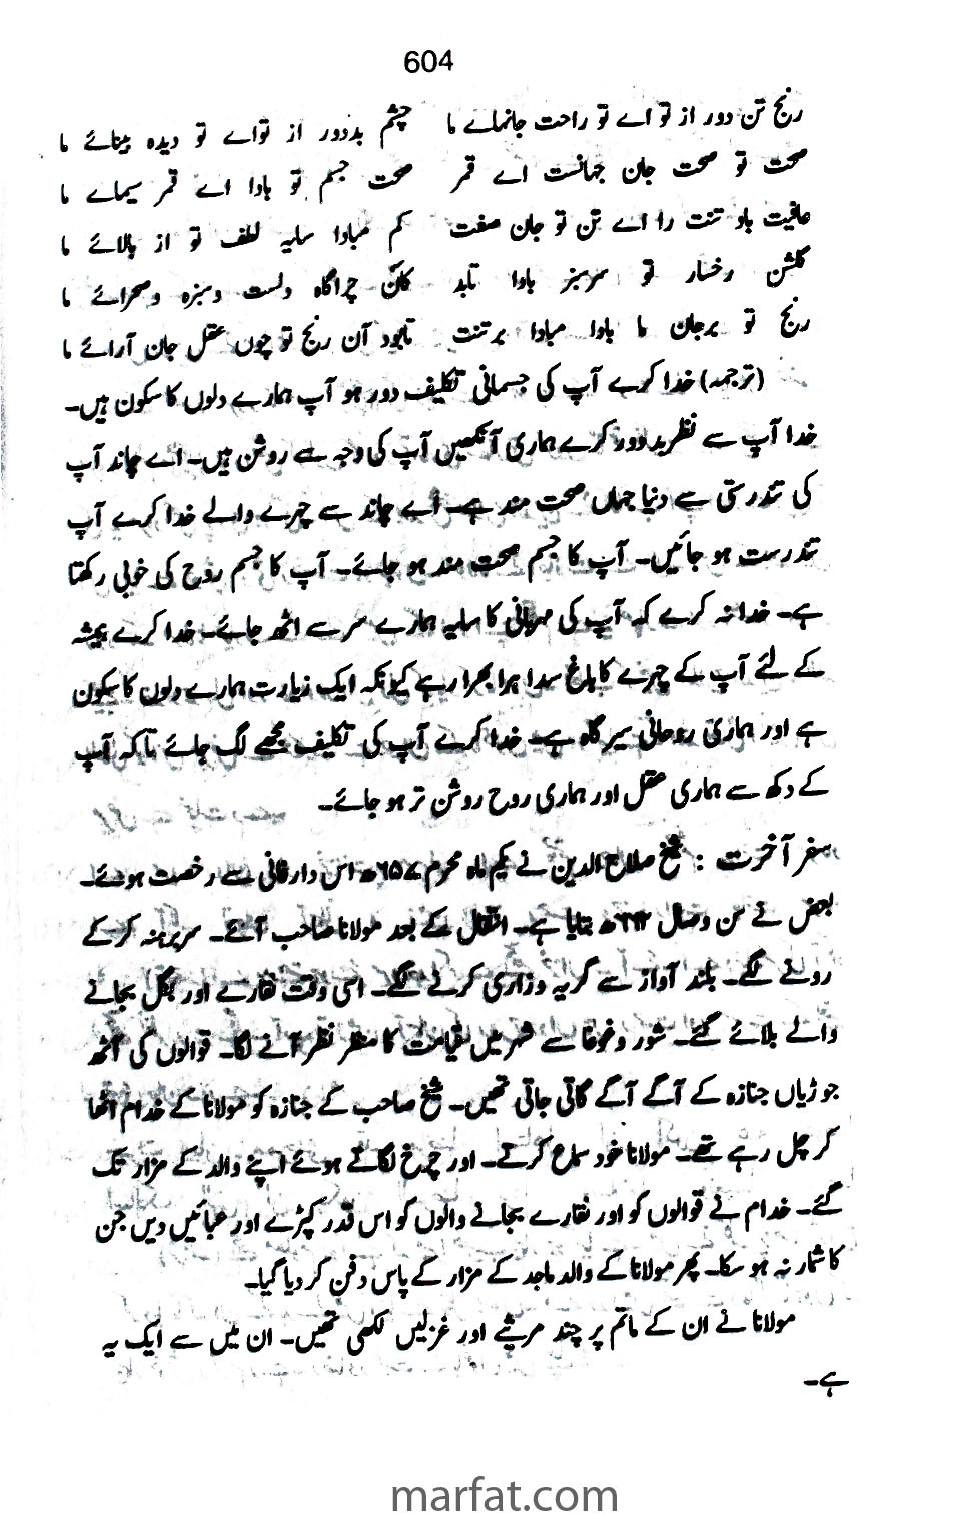 604
رنج تن دور از تو اے تو راحت جانہاے ما چشم بددور از تواے تو دیدہ بینائے ما
صحت تو صحت جان جہانست اے قمر صحت جسم تو بادا اے قمر سیماے ما
عافیت باد تنت را اے تن تو جان صفت کم مبادا سایہ لطف تو از بالائے ما
گلشن رخسار تو سرسبز بادا تابد کان چراگاہ دلست و سبزہ و صحرائے ما
رنج تو برجان ما بادا مبادا برتنت تابود آن رنج تو چوں عقل جان آرائے ما
(ترجمہ) خدا کرے آپ کی جسمانی تکلیف دور ہو آپ ہمارے دلوں کا سکون ہیں۔
خدا آپ سے نظر بد دور کرے ہماری آنکھیں آپ کی وجہ سے روشن ہیں۔ اے چاند آپ
کی تندرستی سے دنیا جہاں صحت مند ہے۔ اے چاند سے چہرے والے خدا کرے آپ
تندرست ہو جائیں۔ آپ کا جسم صحت مند ہو جائے۔ آپ کا جسم روح کی خوبی رکھتا
ہے۔ خدا نہ کرے کہ آپ کی مہربانی کا سایہ ہمارے سر سے اٹھ جائے۔ خدا کرے ہمیشہ
کے لئے آپ کے چہرے کا باغ سدا ہرا بھرا رہے کیونکہ ایک زیارت ہمارے دلوں کا سکون
ہے اور ہماری روحانی سیر گاہ ہے۔ خدا کرے آپ کی تکلیف مجھے لگ جائے تاکہ آپ
کے دکھ سے ہماری عقل اور ہماری روح روشن تر ہو جائے۔
سفر آخرت : شیخ صلاح الدین نے یکم ماہ محرم ۶۵۷ھ اس دار فانی سے رخصت ہوئے۔
بعض نے سن وصال ۶۶۲ھ بتایا ہے۔ انتقال کے بعد مولانا صاحب آئے۔ سربرہنہ کرکے
رونے لگے۔ بلند آواز سے گریہ و زاری کرنے لگے۔ اسی وقت نقارے اور بگل بجانے
والے بلائے گئے۔ شور و غوغا سے شہر میں قیامت کا منظر نظر آنے لگا۔ قوالوں کی آٹھ
جوڑیاں جنازہ کے آگے آگے گاتی جاتی تھیں۔ شیخ صاحب کے جنازہ کو مولانا کے خدام اٹھا
کر چل رہے تھے۔ مولانا خود سماع کرتے۔ اور چرخ لگاتے ہوئے اپنے والد کے مزار تک
گئے۔ خدام نے قوالوں کو اور نقارے بجانے والوں کو اس قدر کپڑے اور عبائیں دیں جن
کا شمار نہ ہو سکا۔ پھر مولانا کے والد ماجد کے مزار کے پاس دفن کر دیا گیا۔
مولانا نے ان کے ماتم پر چند مرثیے اور غزلیں لکھی تھیں۔ ان میں سے ایک یہ
ہے۔
marfat.com